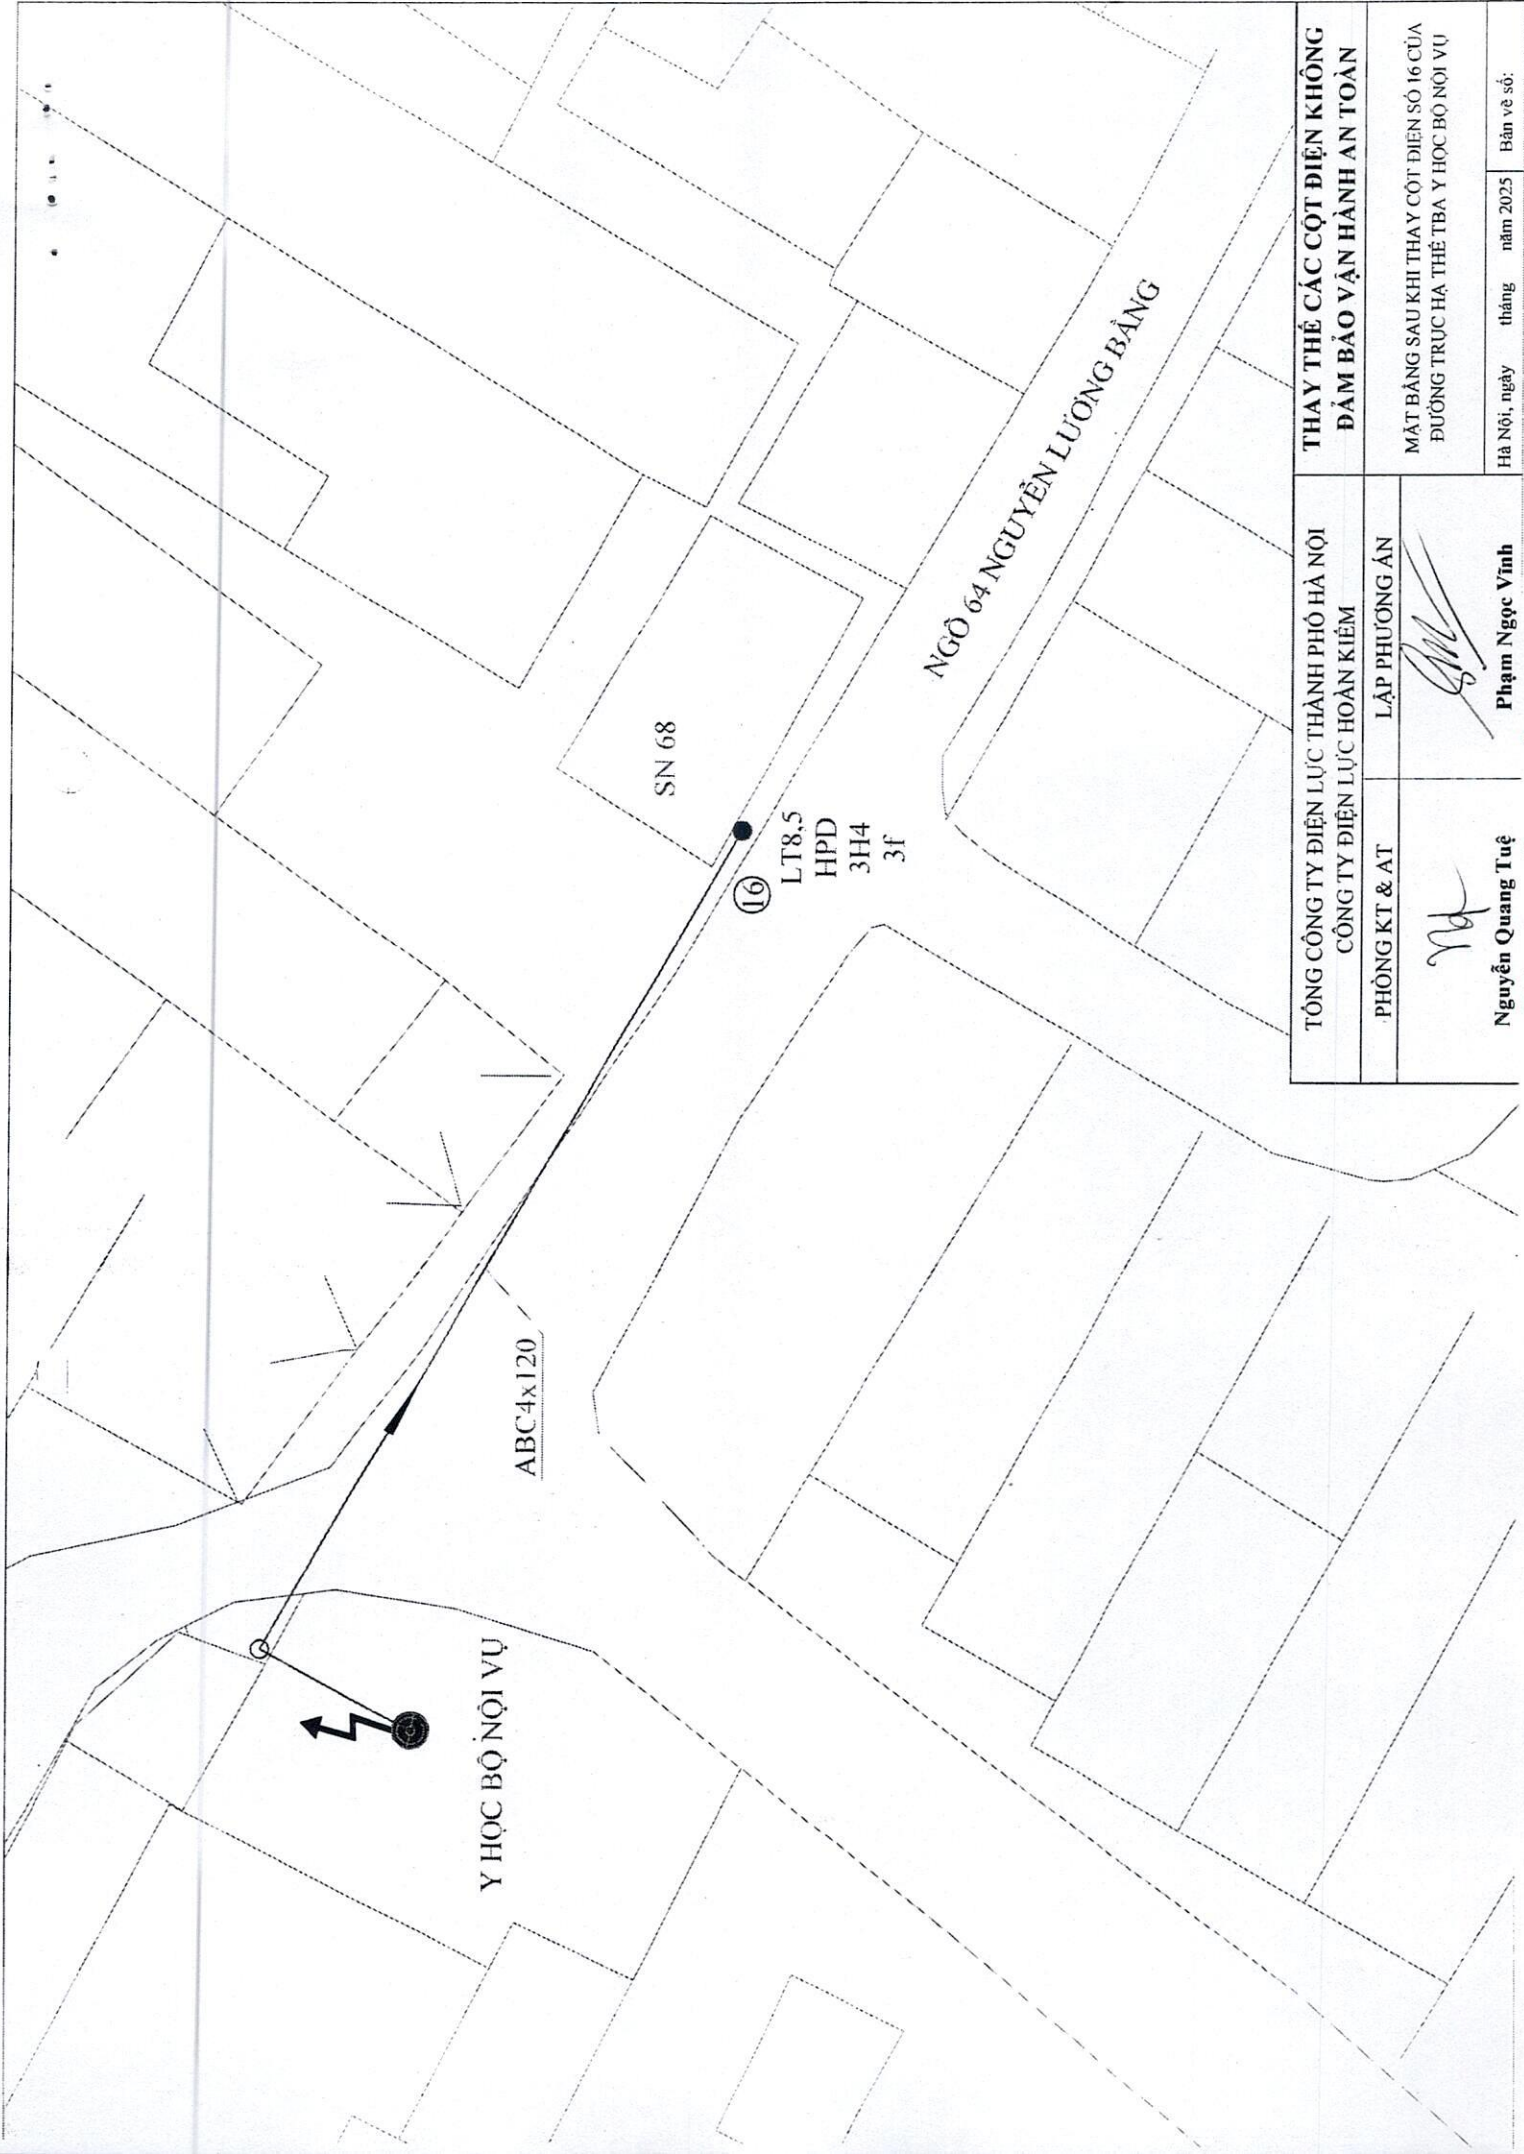 SN 68
16
LT8,5
HPD
3H4
3f
NGÕ 64 NGUYỄN LƯƠNG BẰNG
ABC4x120
Y HỌC BỘ NỘI VỤ
TỔNG CÔNG TY ĐIỆN LỰC THÀNH PHỐ HÀ NỘI
CÔNG TY ĐIỆN LỰC HOÀN KIẾM
PHÒNG KT & AT
LẬP PHƯƠNG ÁN
Nguyễn Quang Tuệ
Phạm Ngọc Vĩnh
THAY THẾ CÁC CỘT ĐIỆN KHÔNG
ĐẢM BẢO VẬN HÀNH AN TOÀN
MẶT BẰNG SAU KHI THAY CỘT ĐIỆN SỐ 16 CỦA
ĐƯỜNG TRỤC HẠ THẾ TBA Y HỌC BỘ NỘI VỤ
Hà Nội, ngày tháng năm 2025
Bản vẽ số: